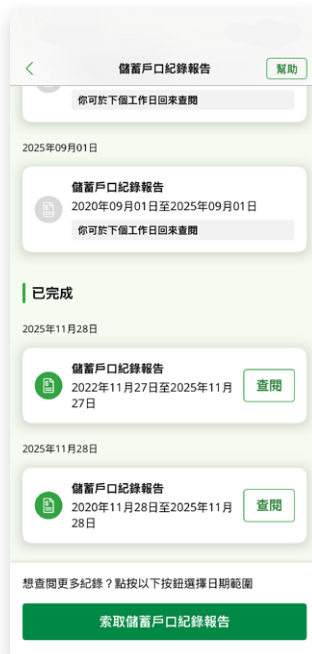 儲蓄戶口紀錄報告
幫助
你可於下個工作日回來查閱
2025年09月01日
儲蓄戶口紀錄報告
2020年09月01日至2025年09月01日
你可於下個工作日回來查閱
已完成
2025年11月28日
儲蓄戶口紀錄報告
2022年11月27日至2025年11月
27日
查閱
2025年11月28日
儲蓄戶口紀錄報告
2020年11月28日至2025年11月
28日
查閱
想查閱更多紀錄？點按以下按鈕選擇日期範圍
索取儲蓄戶口紀錄報告